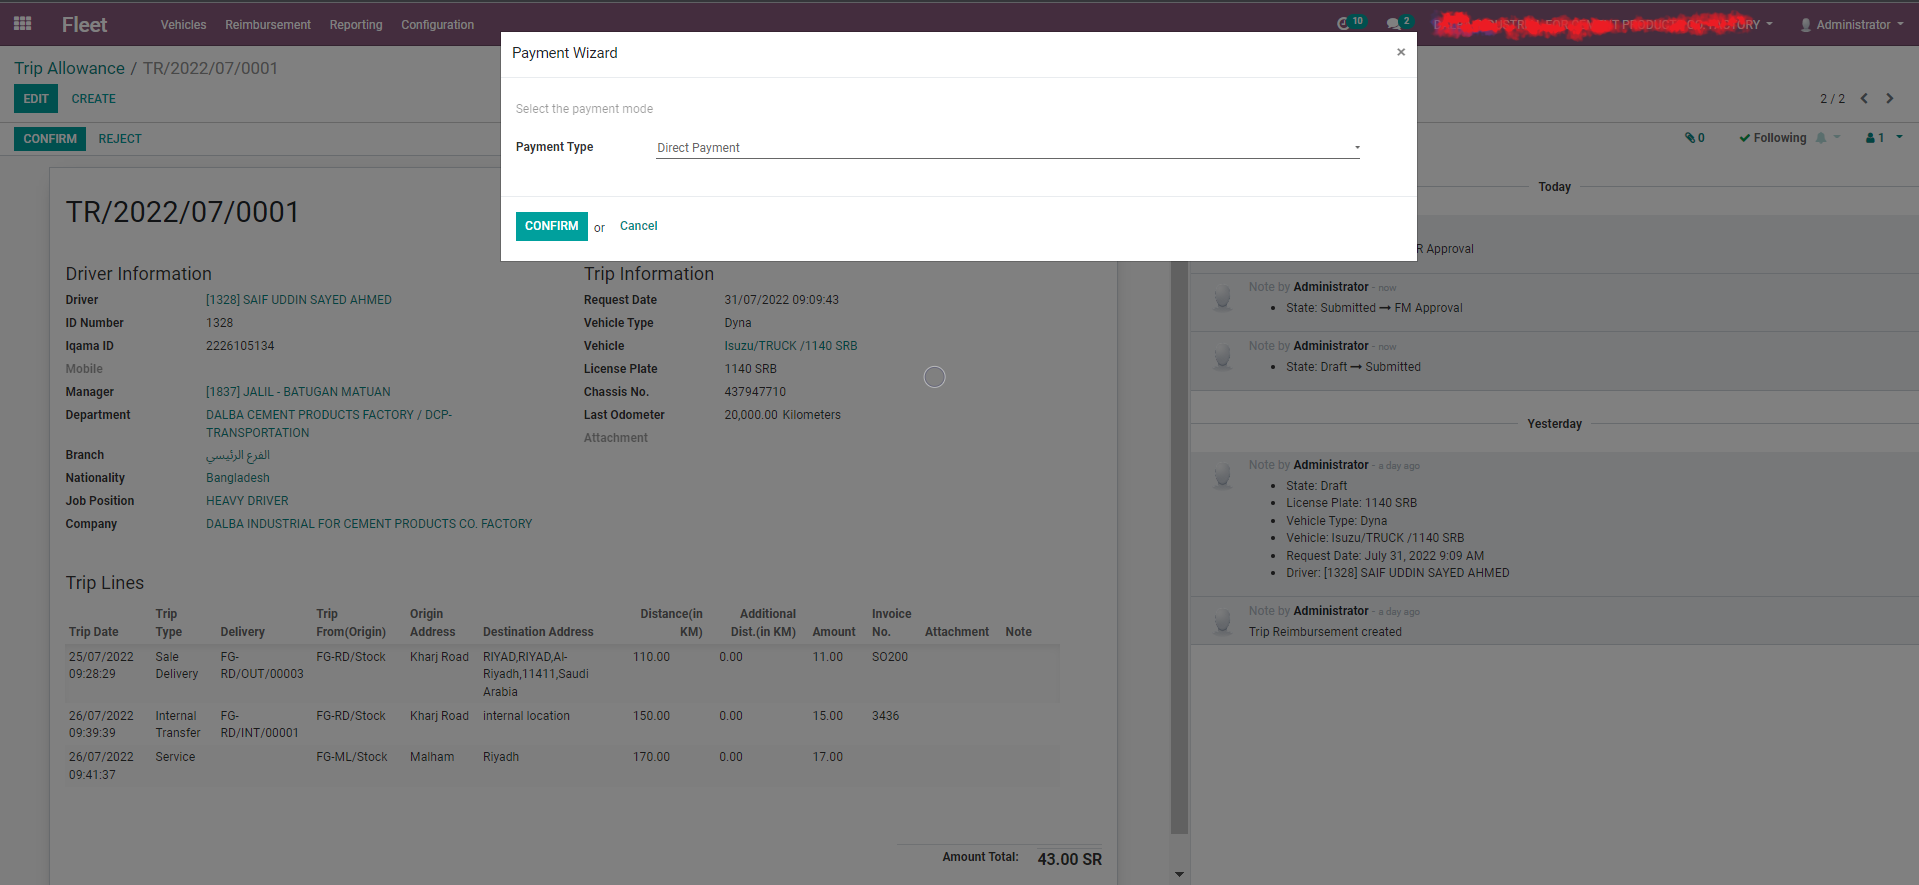 Fleet
Vehicles Reimbursement Reporting Configuration
10 2
FACTORY
Administrator
Trip Allowance / TR/2022/07/0001
EDIT CREATE
2 / 2
CONFIRM REJECT
0 Following 1
Payment Wizard ×
Select the payment mode
Payment Type Direct Payment
CONFIRM or Cancel
TR/2022/07/0001
Driver Information
Driver [1328] SAIF UDDIN SAYED AHMED
ID Number 1328
Iqama ID 2226105134
Mobile
Manager [1837] JALIL - BATUGAN MATUAN
Department DALBA CEMENT PRODUCTS FACTORY / DCP-
TRANSPORTATION
Branch الفرع الرئيسي
Nationality Bangladesh
Job Position HEAVY DRIVER
Company DALBA INDUSTRIAL FOR CEMENT PRODUCTS CO. FACTORY
Trip Information
Request Date 31/07/2022 09:09:43
Vehicle Type Dyna
Vehicle Isuzu/TRUCK /1140 SRB
License Plate 1140 SRB
Chassis No. 437947710
Last Odometer 20,000.00 Kilometers
Attachment
Trip Lines
Trip Date Trip Type Delivery Trip From(Origin) Origin Address Destination Address Distance(in KM) Additional Dist.(in KM) Amount Invoice No. Attachment Note
25/07/2022 09:28:29 Sale Delivery FG-RD/OUT/00003 FG-RD/Stock Kharj Road RIYAD,RIYAD,Al-Riyadh,11411,Saudi Arabia 110.00 0.00 11.00 SO200
26/07/2022 09:39:39 Internal Transfer FG-RD/INT/00001 FG-RD/Stock Kharj Road internal location 150.00 0.00 15.00 3436
26/07/2022 09:41:37 Service FG-ML/Stock Malham Riyadh 170.00 0.00 17.00
Amount Total: 43.00 SR
Today
R Approval
Note by Administrator - now
State: Submitted → FM Approval
Note by Administrator - now
State: Draft → Submitted
Yesterday
Note by Administrator - a day ago
State: Draft
License Plate: 1140 SRB
Vehicle Type: Dyna
Vehicle: Isuzu/TRUCK /1140 SRB
Request Date: July 31, 2022 9:09 AM
Driver: [1328] SAIF UDDIN SAYED AHMED
Note by Administrator - a day ago
Trip Reimbursement created